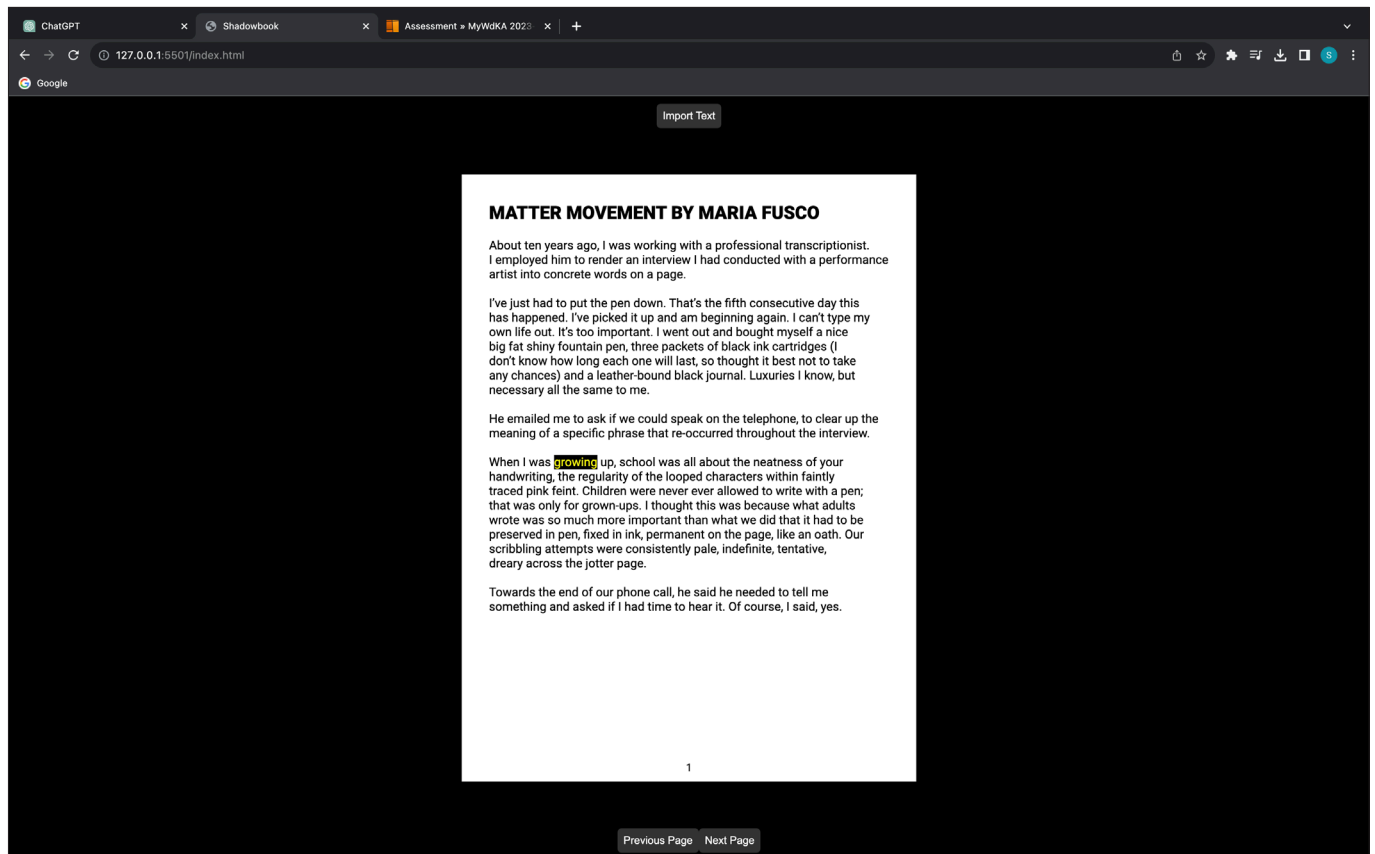 ChatGPT
Shadowbook
Assessment » MyWdKA 2023
127.0.0.1:5501/index.html
S
Google
Import Text
MATTER MOVEMENT BY MARIA FUSCO
About ten years ago, I was working with a professional transcriptionist.
I employed him to render an interview I had conducted with a performance
artist into concrete words on a page.
I've just had to put the pen down. That's the fifth consecutive day this
has happened. I've picked it up and am beginning again. I can't type my
own life out. It's too important. I went out and bought myself a nice
big fat shiny fountain pen, three packets of black ink cartridges (I
don't know how long each one will last, so thought it best not to take
any chances) and a leather-bound black journal. Luxuries I know, but
necessary all the same to me.
He emailed me to ask if we could speak on the telephone, to clear up the
meaning of a specific phrase that re-occurred throughout the interview.
When I was growing up, school was all about the neatness of your
handwriting, the regularity of the looped characters within faintly
traced pink feint. Children were never ever allowed to write with a pen;
that was only for grown-ups. I thought this was because what adults
wrote was so much more important than what we did that it had to be
preserved in pen, fixed in ink, permanent on the page, like an oath. Our
scribbling attempts were consistently pale, indefinite, tentative,
dreary across the jotter page.
Towards the end of our phone call, he said he needed to tell me
something and asked if I had time to hear it. Of course, I said, yes.
1
Previous Page
Next Page